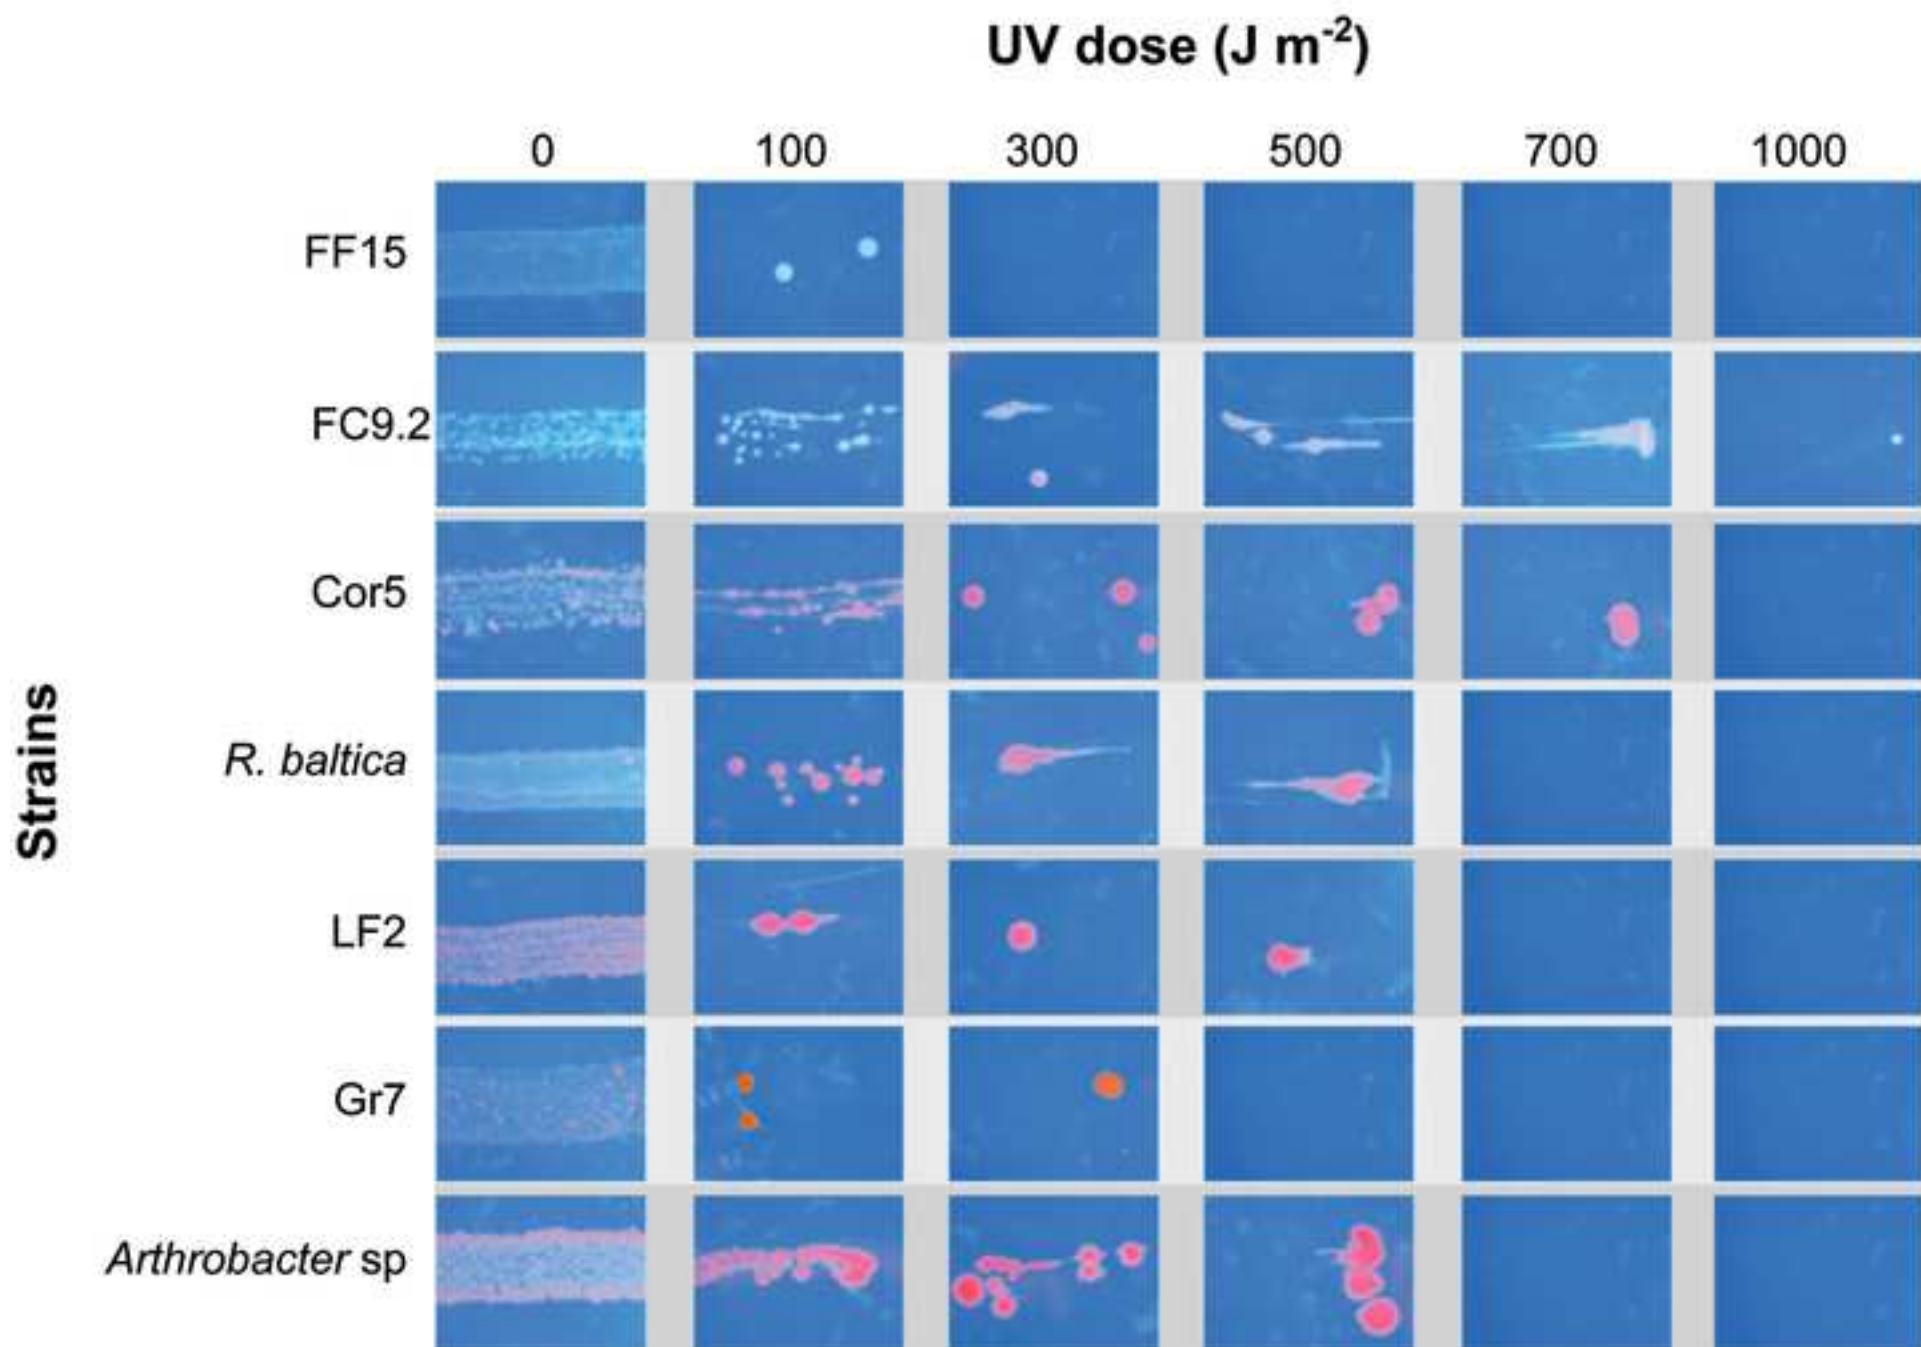 UV dose (J m⁻²)
0 100 300 500 700 1000
FF15
FC9.2
Cor5
R. baltica
LF2
Gr7
Arthrobacter sp
Strains